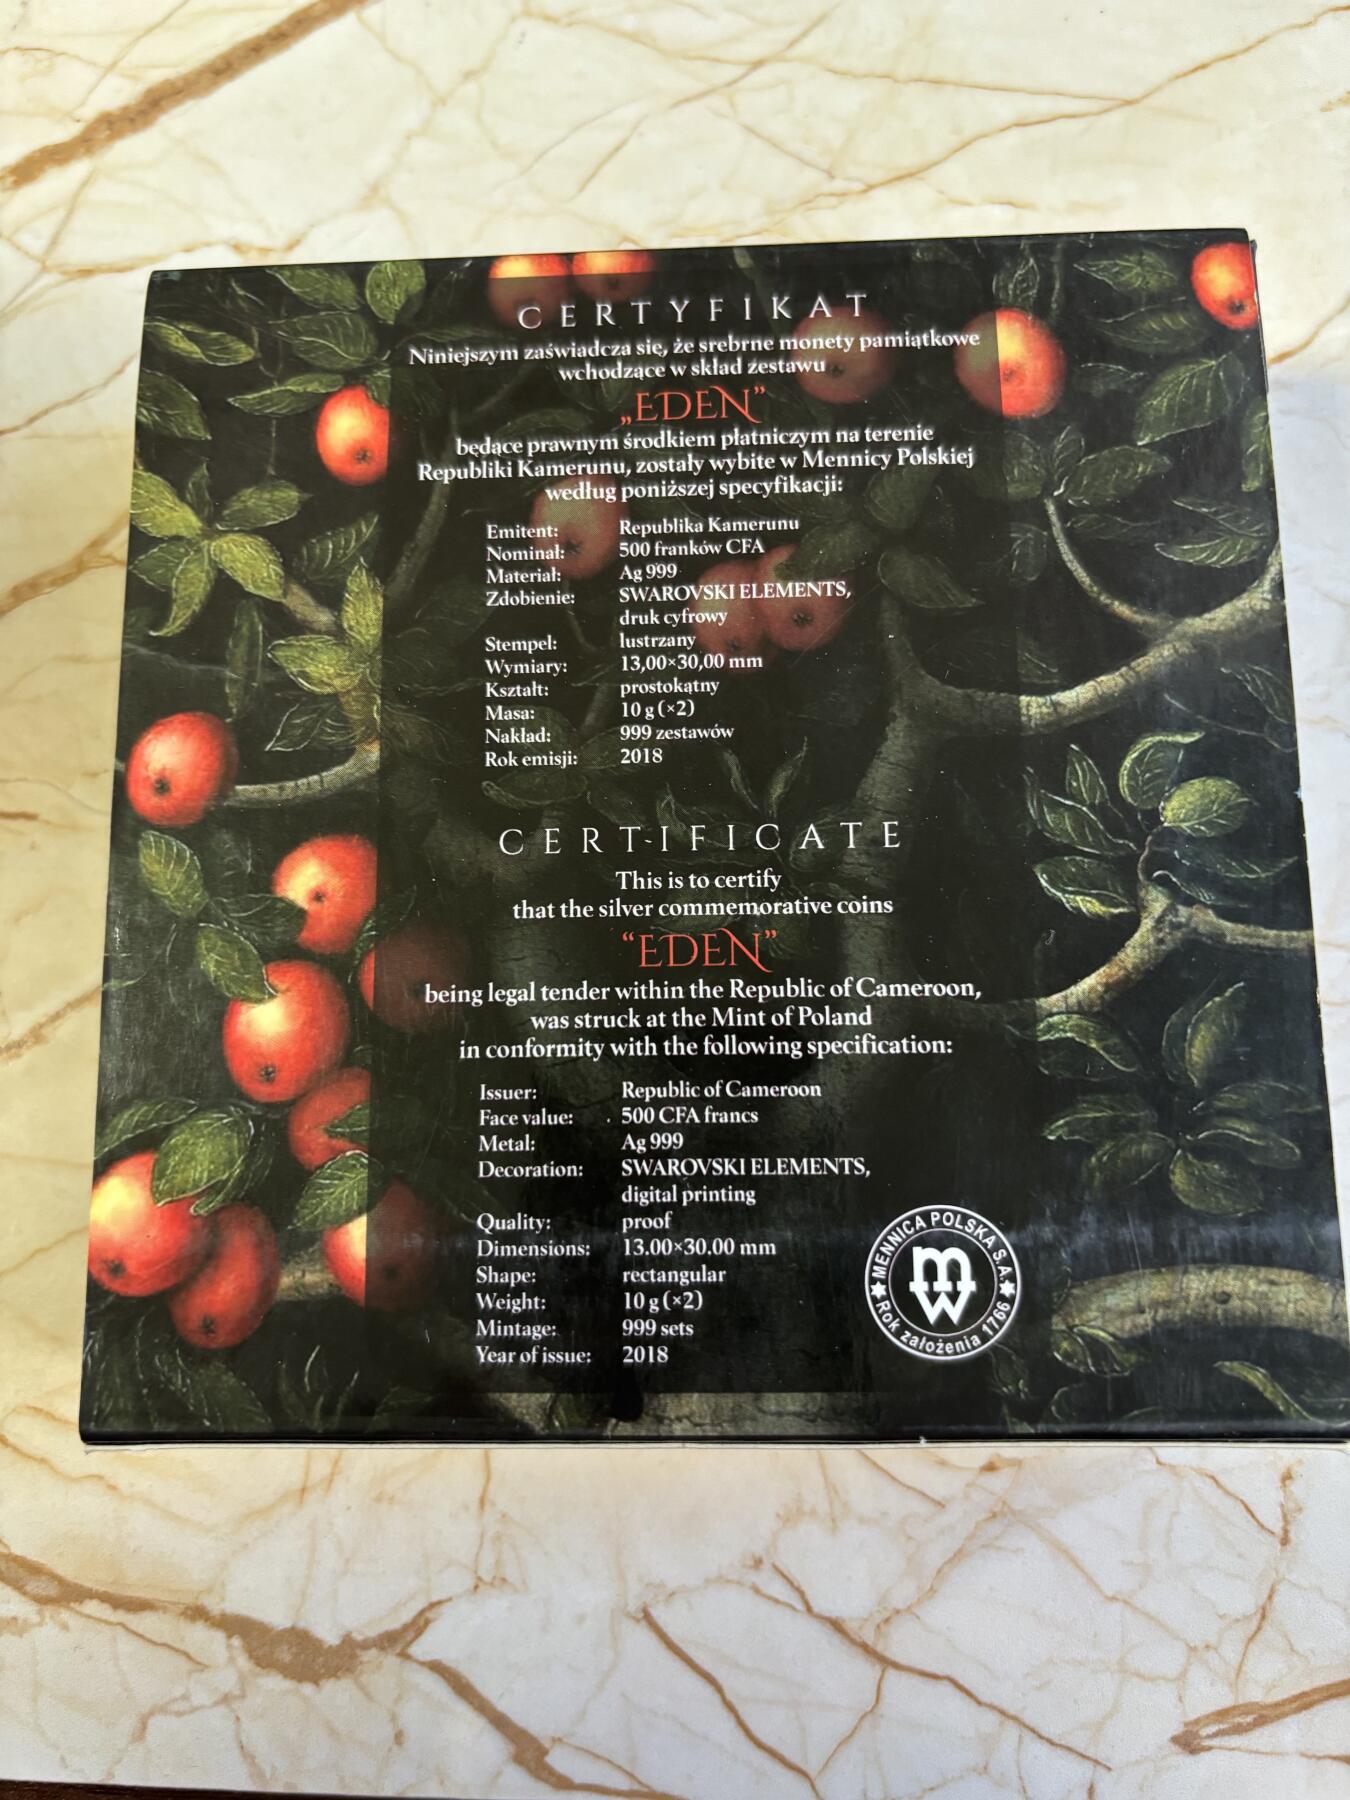 CERTYFIKAT
Niniejszym zaświadcza się, że srebrne monety pamiątkowe
wchodzące w skład zestawu
„EDEN”
będące prawnym środkiem płatniczym na terenie
Republiki Kamerunu, zostały wybite w Mennicy Polskiej
według poniższej specyfikacji:
Emitent: Republika Kamerunu
Nominał: 500 franków CFA
Materiał: Ag 999
Zdobienie: SWAROVSKI ELEMENTS,
druk cyfrowy
Stempel: lustrzany
Wymiary: 13,00×30,00 mm
Kształt: prostokątny
Masa: 10 g (×2)
Nakład: 999 zestawów
Rok emisji: 2018
CERTIFICATE
This is to certify
that the silver commemorative coins
“EDEN”
being legal tender within the Republic of Cameroon,
was struck at the Mint of Poland
in conformity with the following specification:
Issuer: Republic of Cameroon
Face value: 500 CFA francs
Metal: Ag 999
Decoration: SWAROVSKI ELEMENTS,
digital printing
Quality: proof
Dimensions: 13.00×30.00 mm
Shape: rectangular
Weight: 10 g (×2)
Mintage: 999 sets
Year of issue: 2018
MENNICA POLSKA S.A.
mw
Rok założenia 1766